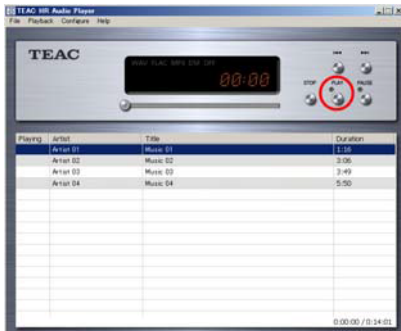 TEAC HR Audio Player
File Playback Configure Help
TEAC
WAV FLAC MP3 DSF DFF
00:00
STOP PLAY PAUSE
Playing Artist Title Duration
Artist 01 Music 01 1:16
Artist 02 Music 02 3:06
Artist 03 Music 03 3:49
Artist 04 Music 04 5:50
0:00:00 / 0:14:01